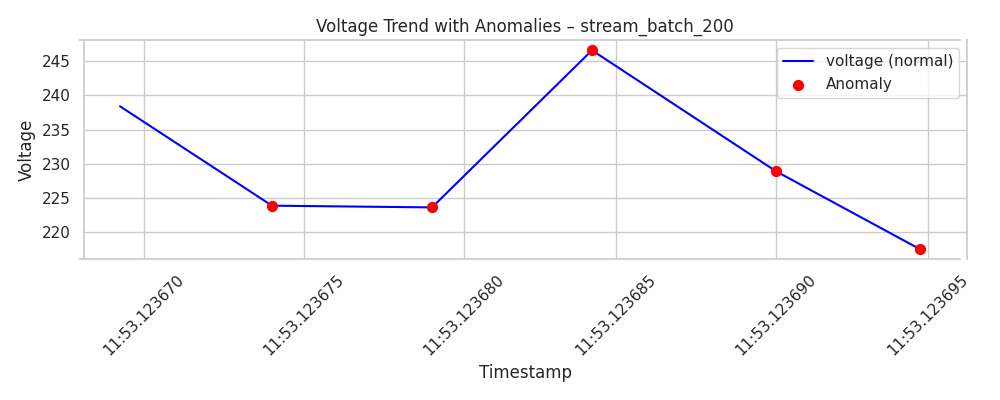 Voltage Trend with Anomalies – stream_batch_200
voltage (normal)
Anomaly
Voltage
245
240
235
230
225
220
11:53.123670
11:53.123675
11:53.123680
11:53.123685
11:53.123690
11:53.123695
Timestamp